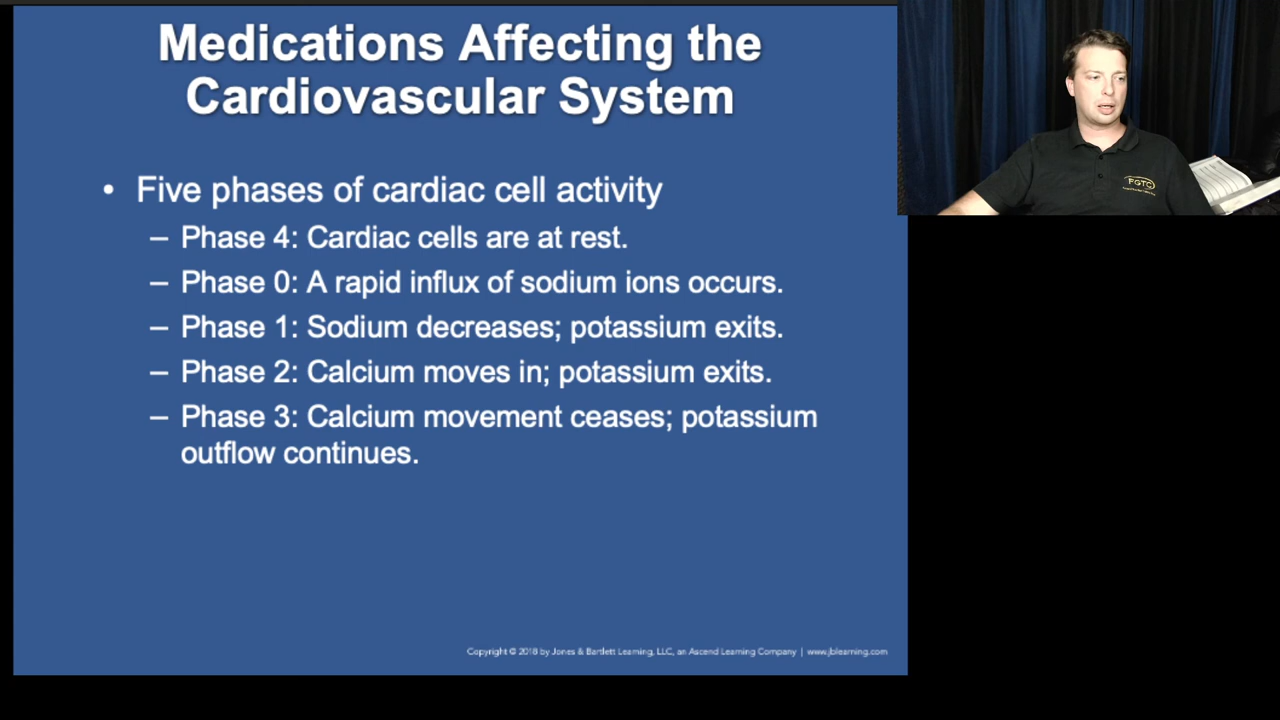 Medications Affecting the
Cardiovascular System
• Five phases of cardiac cell activity
– Phase 4: Cardiac cells are at rest.
– Phase 0: A rapid influx of sodium ions occurs.
– Phase 1: Sodium decreases; potassium exits.
– Phase 2: Calcium moves in; potassium exits.
– Phase 3: Calcium movement ceases; potassium
outflow continues.
Copyright © 2018 by Jones & Bartlett Learning, LLC, an Ascend Learning Company | www.jblearning.com
FGTC